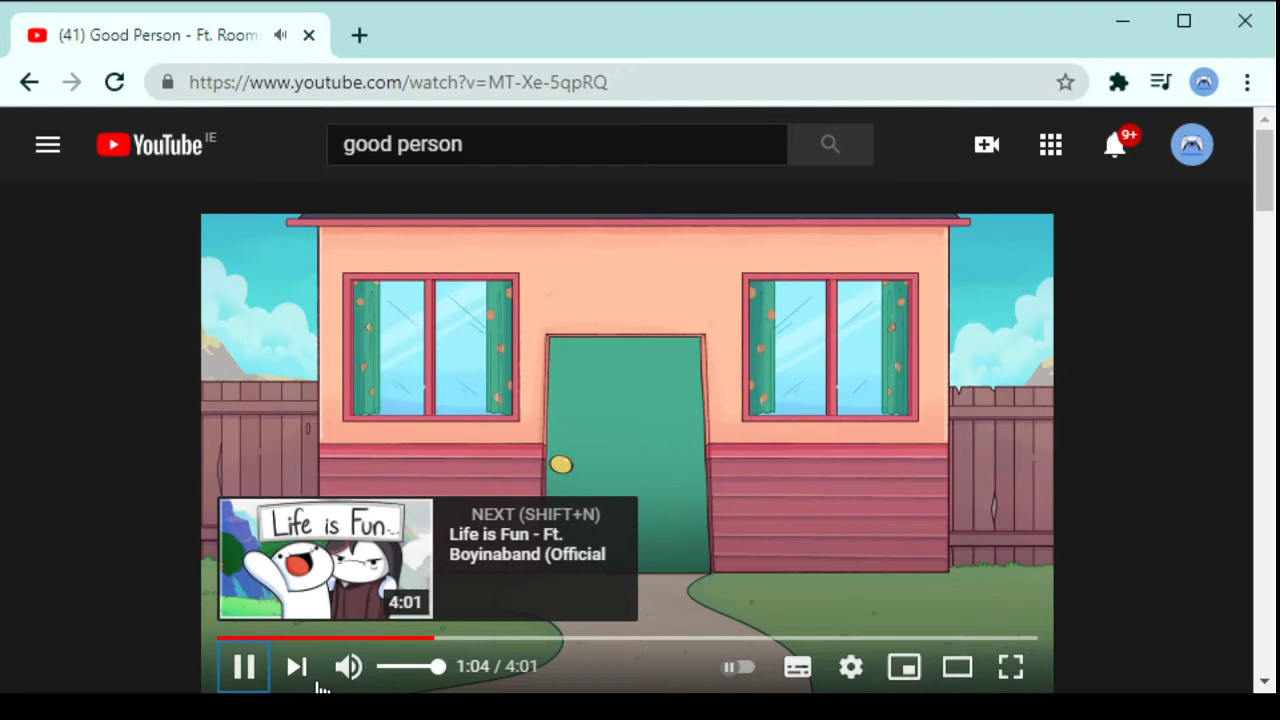 (41) Good Person - Ft. Room
https://www.youtube.com/watch?v=MT-Xe-5qpRQ
YouTube IE
good person
9+
Life is Fun
4:01
NEXT (SHIFT+N)
Life is Fun - Ft.
Boyinaband (Official
1:04 / 4:01